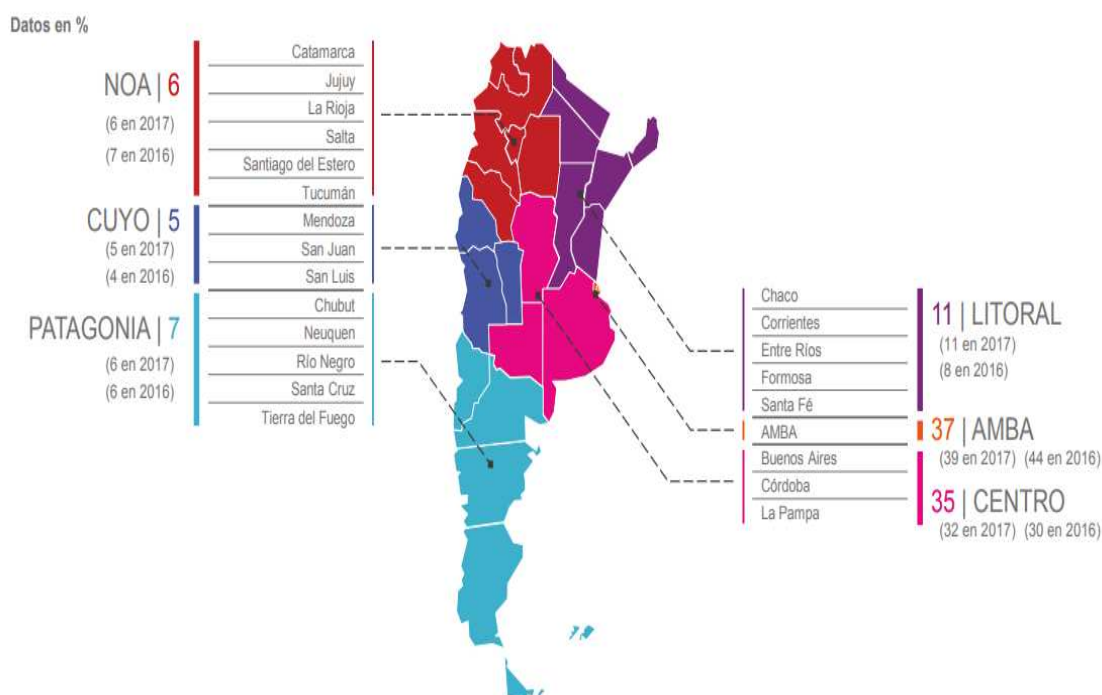 Datos en %
NOA | 6
(6 en 2017)
(7 en 2016)
Catamarca
Jujuy
La Rioja
Salta
Santiago del Estero
Tucumán
CUYO | 5
(5 en 2017)
(4 en 2016)
Mendoza
San Juan
San Luis
PATAGONIA | 7
(6 en 2017)
(6 en 2016)
Chubut
Neuquen
Río Negro
Santa Cruz
Tierra del Fuego
Chaco
Corrientes
Entre Ríos
Formosa
Santa Fé
11 | LITORAL
(11 en 2017)
(8 en 2016)
AMBA
37 | AMBA
(39 en 2017) (44 en 2016)
Buenos Aires
Córdoba
La Pampa
35 | CENTRO
(32 en 2017) (30 en 2016)